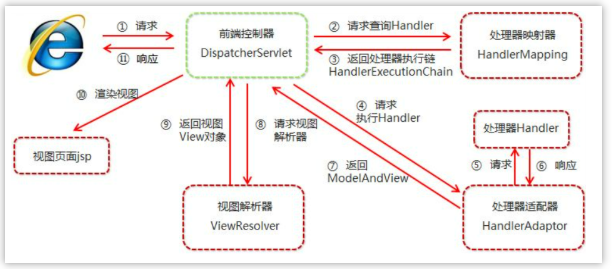 ① 请求
⑪ 响应
前端控制器
DispatcherServlet
② 请求查询Handler
③ 返回处理器执行链
HandlerExecutionChain
处理器映射器
HandlerMapping
⑩ 渲染视图
视图页面jsp
⑨ 返回视图
View对象
⑧ 请求视图
解析器
④ 请求
执行Handler
⑦ 返回
ModelAndView
处理器Handler
⑤ 请求
⑥ 响应
视图解析器
ViewResolver
处理器适配器
HandlerAdaptor